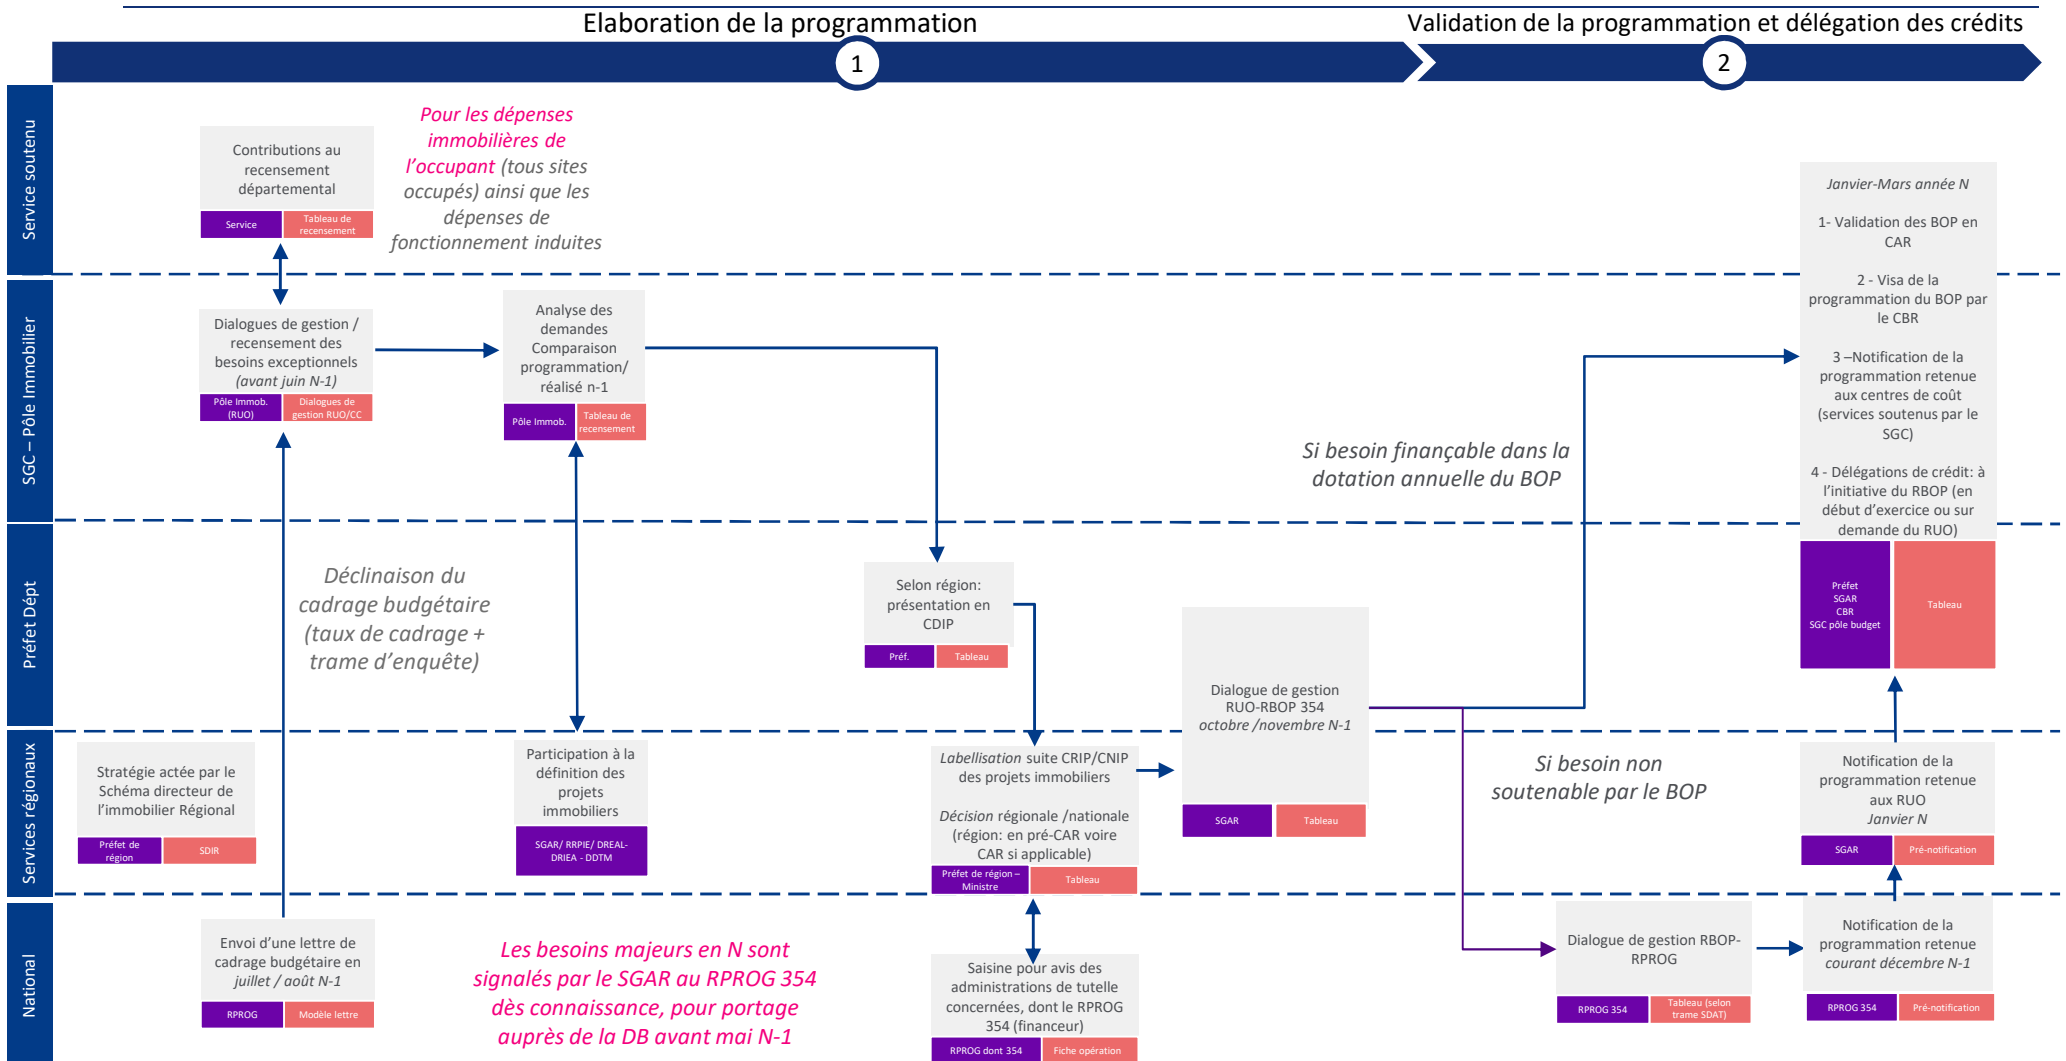 Elaboration de la programmation
Validation de la programmation et délégation des crédits
1
2
Service soutenu
Contributions au
recensement
départemental
Service
Tableau de
recensement
Pour les dépenses
immobilières de
l’occupant (tous sites
occupés) ainsi que les
dépenses de
fonctionnement induites
SGC – Pôle Immobilier
Dialogues de gestion /
recensement des
besoins exceptionnels
(avant juin N-1)
Pôle Immob.
(RUO)
Dialogues de
gestion RUO/CC
Analyse des
demandes
Comparaison
programmation/
réalisé n-1
Pôle Immob.
Tableau de
recensement
Si besoin finançable dans la
dotation annuelle du BOP
Janvier-Mars année N
1- Validation des BOP en
CAR
2 - Visa de la
programmation du BOP par
le CBR
3 –Notification de la
programmation retenue
aux centres de coût
(services soutenus par le
SGC)
4 - Délégations de crédit: à
l’initiative du RBOP (en
début d’exercice ou sur
demande du RUO)
Préfet
SGAR
CBR
SGC pôle budget
Tableau
Préfet Dépt
Déclinaison du
cadrage budgétaire
(taux de cadrage +
trame d’enquête)
Selon région:
présentation en
CDIP
Préf.
Tableau
Dialogue de gestion
RUO-RBOP 354
octobre /novembre N-1
SGAR
Tableau
Services régionaux
Stratégie actée par le
Schéma directeur de
l’immobilier Régional
Préfet de
région
SDIR
Participation à la
définition des
projets
immobiliers
SGAR/ RRPIE/ DREAL-
DRIEA - DDTM
Labellisation suite CRIP/CNIP
des projets immobiliers
Décision régionale /nationale
(région: en pré-CAR voire
CAR si applicable)
Préfet de région –
Ministre
Tableau
Si besoin non
soutenable par le BOP
Notification de la
programmation retenue
aux RUO
Janvier N
SGAR
Pré-notification
National
Envoi d’une lettre de
cadrage budgétaire en
juillet / août N-1
RPROG
Modèle lettre
Les besoins majeurs en N sont
signalés par le SGAR au RPROG 354
dès connaissance, pour portage
auprès de la DB avant mai N-1
Saisine pour avis des
administrations de tutelle
concernées, dont le RPROG
354 (financeur)
RPROG dont 354
Fiche opération
Dialogue de gestion RBOP-
RPROG
RPROG 354
Tableau (selon
trame SDAT)
Notification de la
programmation retenue
courant décembre N-1
RPROG 354
Pré-notification